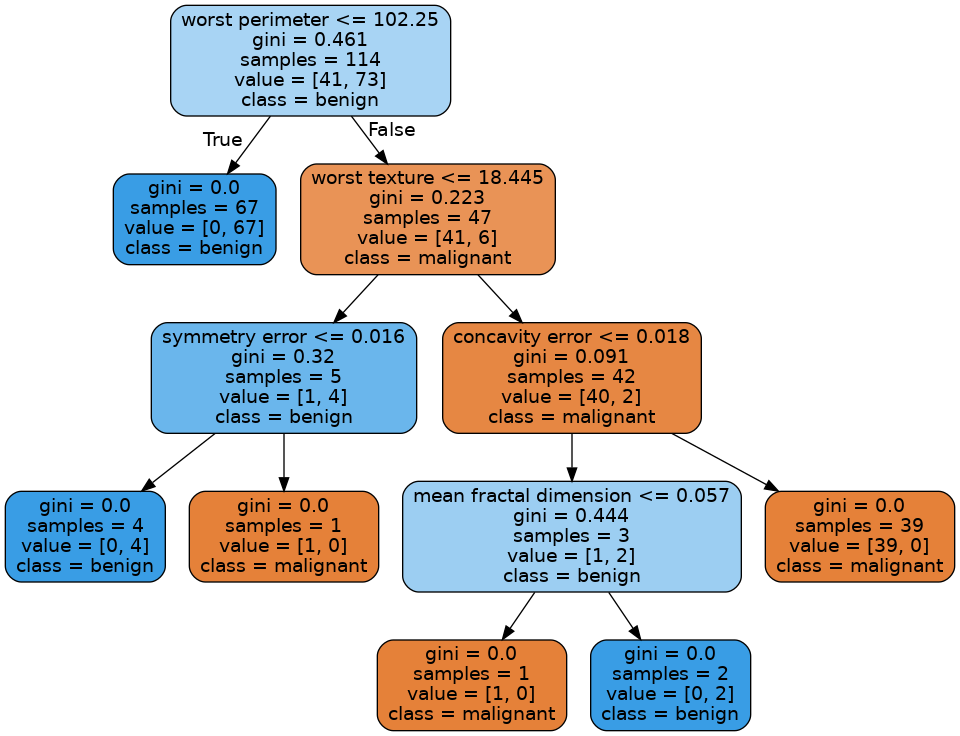 worst perimeter <= 102.25
gini = 0.461
samples = 114
value = [41, 73]
class = benign
True
False
gini = 0.0
samples = 67
value = [0, 67]
class = benign
worst texture <= 18.445
gini = 0.223
samples = 47
value = [41, 6]
class = malignant
symmetry error <= 0.016
gini = 0.32
samples = 5
value = [1, 4]
class = benign
concavity error <= 0.018
gini = 0.091
samples = 42
value = [40, 2]
class = malignant
gini = 0.0
samples = 4
value = [0, 4]
class = benign
gini = 0.0
samples = 1
value = [1, 0]
class = malignant
mean fractal dimension <= 0.057
gini = 0.444
samples = 3
value = [1, 2]
class = benign
gini = 0.0
samples = 39
value = [39, 0]
class = malignant
gini = 0.0
samples = 1
value = [1, 0]
class = malignant
gini = 0.0
samples = 2
value = [0, 2]
class = benign